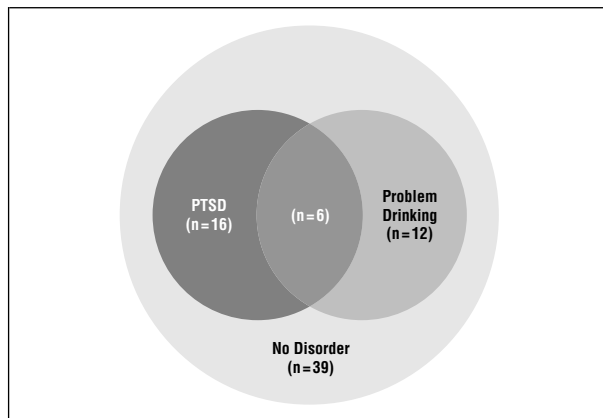 PTSD
(n=16)
(n=6)
Problem
Drinking
(n=12)
No Disorder
(n=39)